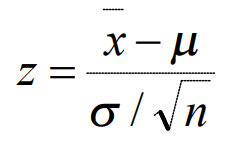 z = (x̄ − μ) / (σ / √n)